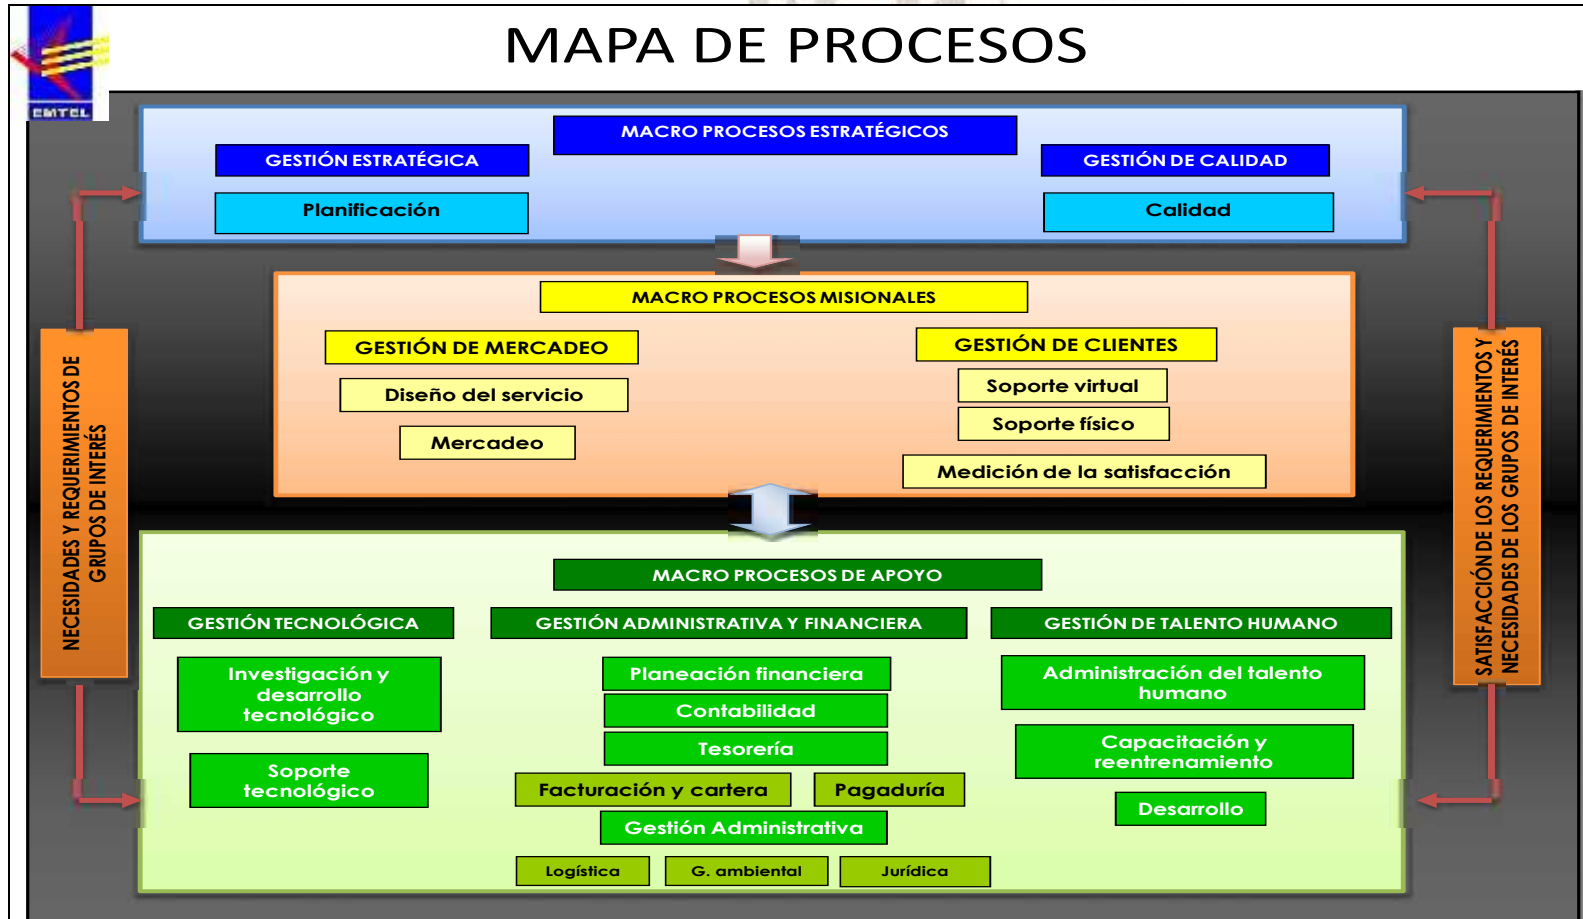 MAPA DE PROCESOS
EMTEL
MACRO PROCESOS ESTRATÉGICOS
GESTIÓN ESTRATÉGICA
GESTIÓN DE CALIDAD
Planificación
Calidad
NECESIDADES Y REQUERIMIENTOS DE
GRUPOS DE INTERÉS
MACRO PROCESOS MISIONALES
GESTIÓN DE MERCADEO
Diseño del servicio
Mercadeo
GESTIÓN DE CLIENTES
Soporte virtual
Soporte físico
Medición de la satisfacción
SATISFACCIÓN DE LOS REQUERIMIENTOS Y
NECESIDADES DE LOS GRUPOS DE INTERÉS
MACRO PROCESOS DE APOYO
GESTIÓN TECNOLÓGICA
Investigación y
desarrollo
tecnológico
Soporte
tecnológico
GESTIÓN ADMINISTRATIVA Y FINANCIERA
Planeación financiera
Contabilidad
Tesorería
Facturación y cartera
Pagaduría
Gestión Administrativa
Logística
G. ambiental
Jurídica
GESTIÓN DE TALENTO HUMANO
Administración del talento
humano
Capacitación y
reentrenamiento
Desarrollo